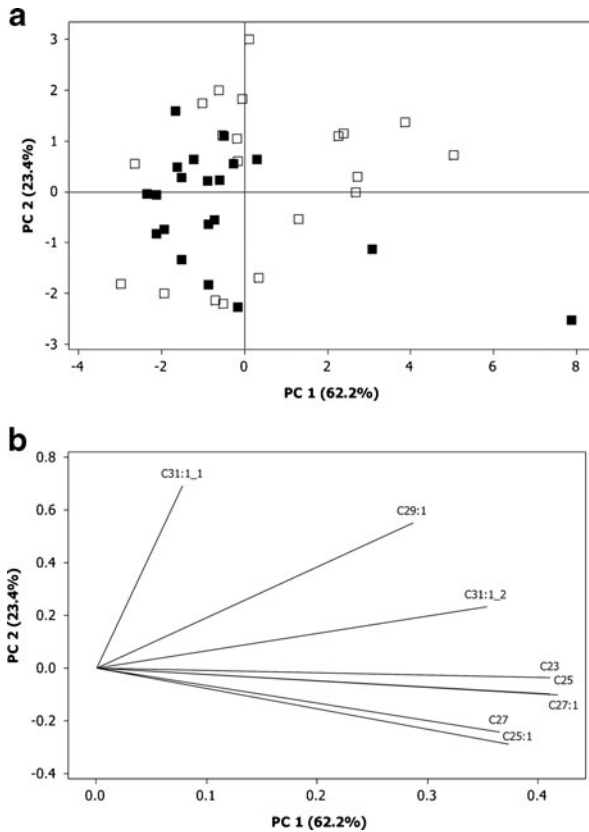 a
3
2
1
0
-1
-2
-3
PC 2 (23.4%)
-4 -2 0 2 4 6 8
PC 1 (62.2%)
b
0.8
0.6
0.4
0.2
0.0
-0.2
-0.4
PC 2 (23.4%)
C31:1_1
C29:1
C31:1_2
C23
C25
C27:1
C27
C25:1
0.0 0.1 0.2 0.3 0.4
PC 1 (62.2%)